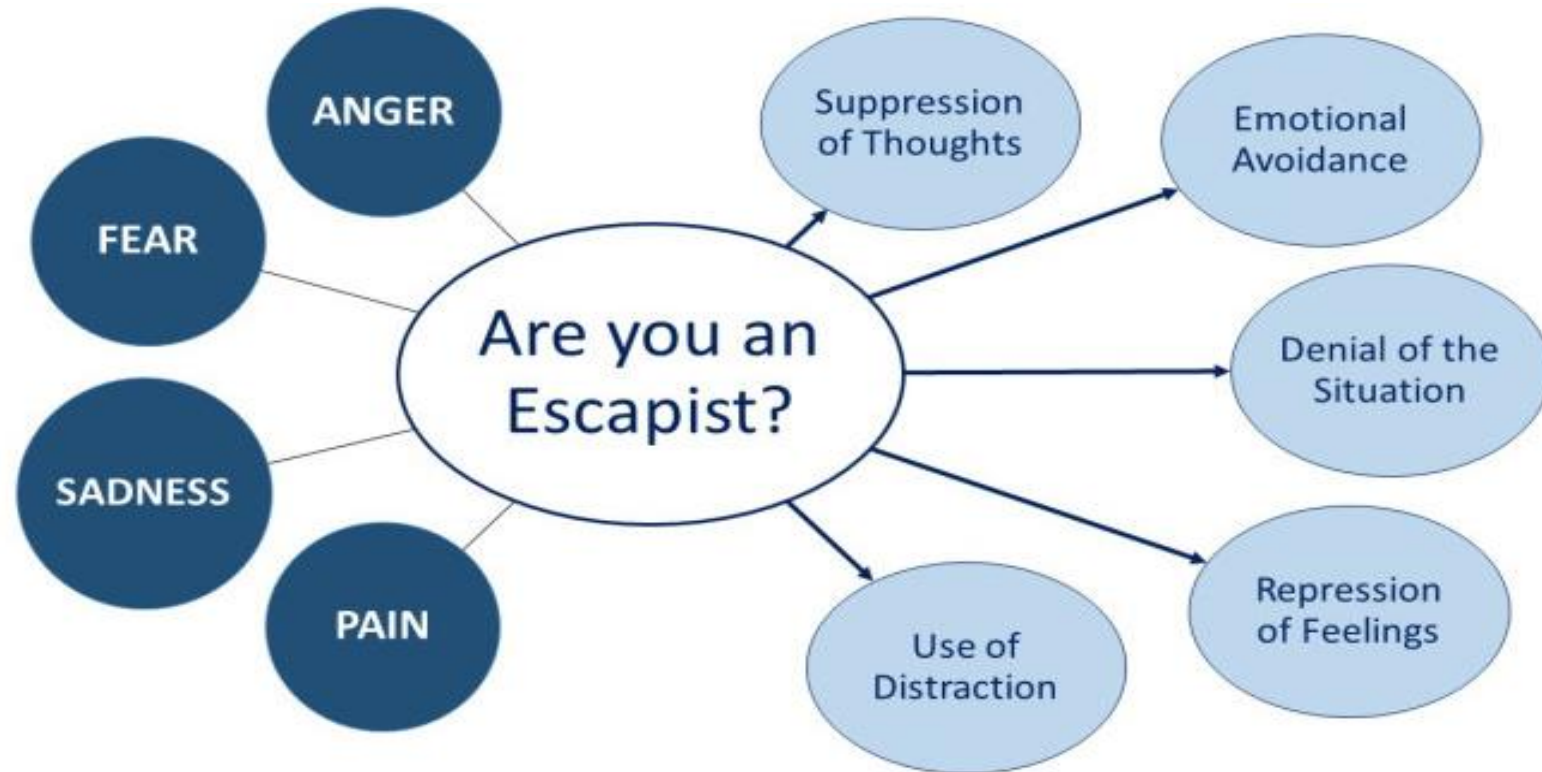 ANGER
FEAR
SADNESS
PAIN
Are you an
Escapist?
Suppression
of Thoughts
Emotional
Avoidance
Denial of the
Situation
Repression
of Feelings
Use of
Distraction